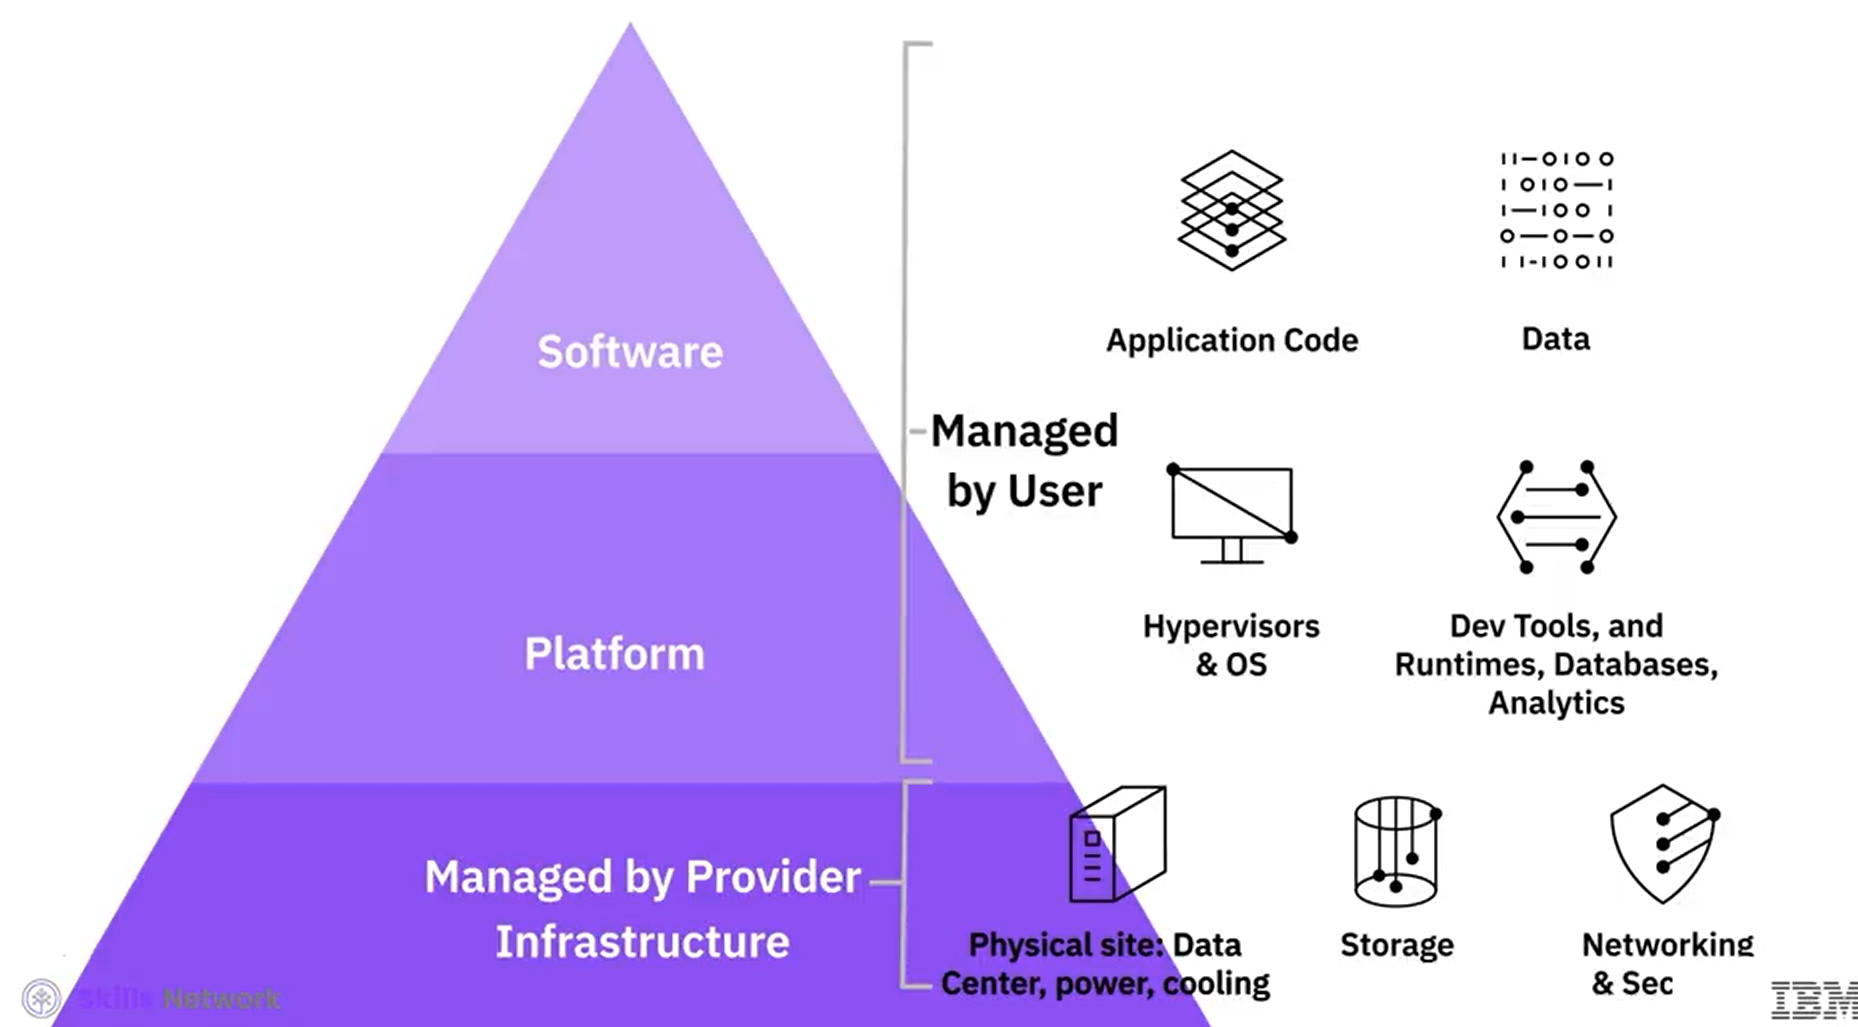 Software
Application Code
Data
Managed
by User
Platform
Hypervisors
& OS
Dev Tools, and
Runtimes, Databases,
Analytics
Managed by Provider
Infrastructure
Physical site: Data
Center, power, cooling
Storage
Networking
& Sec
Skills Network
IBM